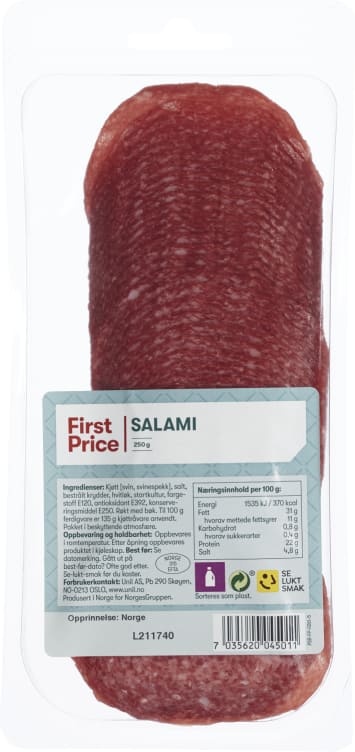 First
Price
SALAMI
250 g
Ingredienser: Kjøtt (svin, svinespekk), salt,
bestrålt krydder, hvitløk, startkultur, farge-
stoff E120, antioksidant E392, konserve-
ringsmiddel E250. Røkt med bøk. Til 100 g
ferdigvare er 135 g kjøttråvare anvendt.
Pakket i beskyttende atmosfære.
Oppbevaring og holdbarhet: Oppbevares
i romtemperatur. Etter åpning oppbevares
produktet i kjøleskap. Best før: Se
datomerking. Gått ut på
best-før-dato? Ofte god etter.
Se-lukt-smak før du kaster.
Forbrukerkontakt: Unil AS, Pb 290 Skøyen,
NO-0213 OSLO, www.unil.no
Produsert i Norge for NorgesGruppen.
NORGE
EFTA
Næringsinnhold per 100 g:
Energi 1535 kJ / 370 kcal
Fett 31 g
hvorav mettede fettsyrer 11 g
Karbohydrat 0,8 g
hvorav sukkerarter 0,4 g
Protein 22 g
Salt 4,8 g
Sorteres som plast.
SE
LUKT
SMAK
Opprinnelse: Norge
L211740
7 035620 045011